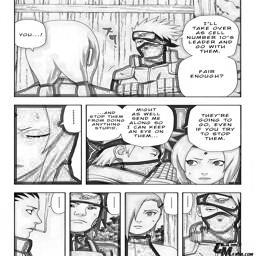 I'LL
TAKE OVER
AS CELL
NUMBER 10'S
LEADER AND
GO WITH
THEM.
FAIR
ENOUGH?
YOU...!
MIGHT
AS WELL
SEND ME
ALONG SO I
CAN KEEP
AN EYE ON
THEM...
...AND
STOP THEM
FROM DOING
ANYTHING
STUPID.
THEY'RE
GOING TO
GO, EVEN
IF YOU TRY
TO STOP
THEM.